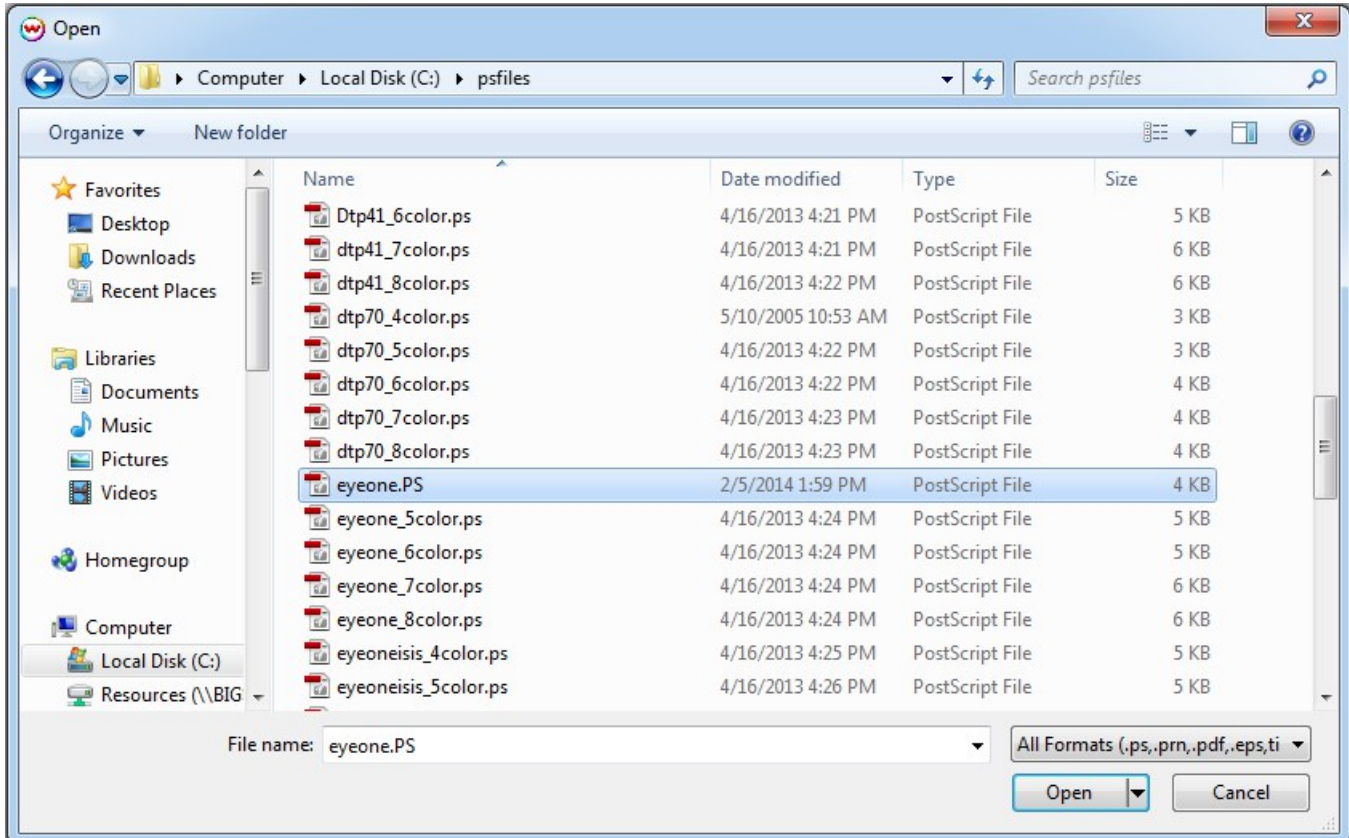 Open
Computer Local Disk (C:) psfiles Search psfiles
Organize New folder
Favorites
Desktop
Downloads
Recent Places
Libraries
Documents
Music
Pictures
Videos
Homegroup
Computer
Local Disk (C:)
Resources (\\BIG
Name Date modified Type Size
Dtp41_6color.ps 4/16/2013 4:21 PM PostScript File 5 KB
dtp41_7color.ps 4/16/2013 4:21 PM PostScript File 6 KB
dtp41_8color.ps 4/16/2013 4:22 PM PostScript File 6 KB
dtp70_4color.ps 5/10/2005 10:53 AM PostScript File 3 KB
dtp70_5color.ps 4/16/2013 4:22 PM PostScript File 3 KB
dtp70_6color.ps 4/16/2013 4:22 PM PostScript File 4 KB
dtp70_7color.ps 4/16/2013 4:23 PM PostScript File 4 KB
dtp70_8color.ps 4/16/2013 4:23 PM PostScript File 4 KB
eyeone.PS 2/5/2014 1:59 PM PostScript File 4 KB
eyeone_5color.ps 4/16/2013 4:24 PM PostScript File 5 KB
eyeone_6color.ps 4/16/2013 4:24 PM PostScript File 5 KB
eyeone_7color.ps 4/16/2013 4:24 PM PostScript File 6 KB
eyeone_8color.ps 4/16/2013 4:24 PM PostScript File 6 KB
eyeoneisis_4color.ps 4/16/2013 4:25 PM PostScript File 5 KB
eyeoneisis_5color.ps 4/16/2013 4:26 PM PostScript File 5 KB
File name: eyeone.PS All Formats (.ps,.prn,.pdf,.eps,ti
Open Cancel